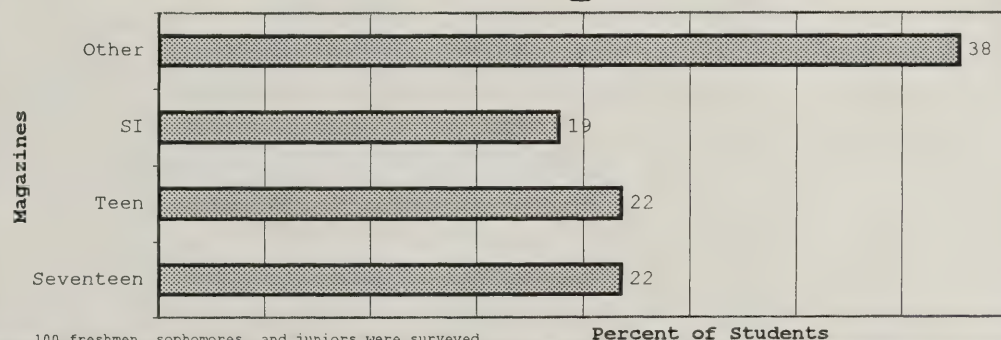 Other
38
SI
19
Magazines
Teen
22
Seventeen
22
100 freshmen, sophomores, and juniors were surveyed
Percent of Students